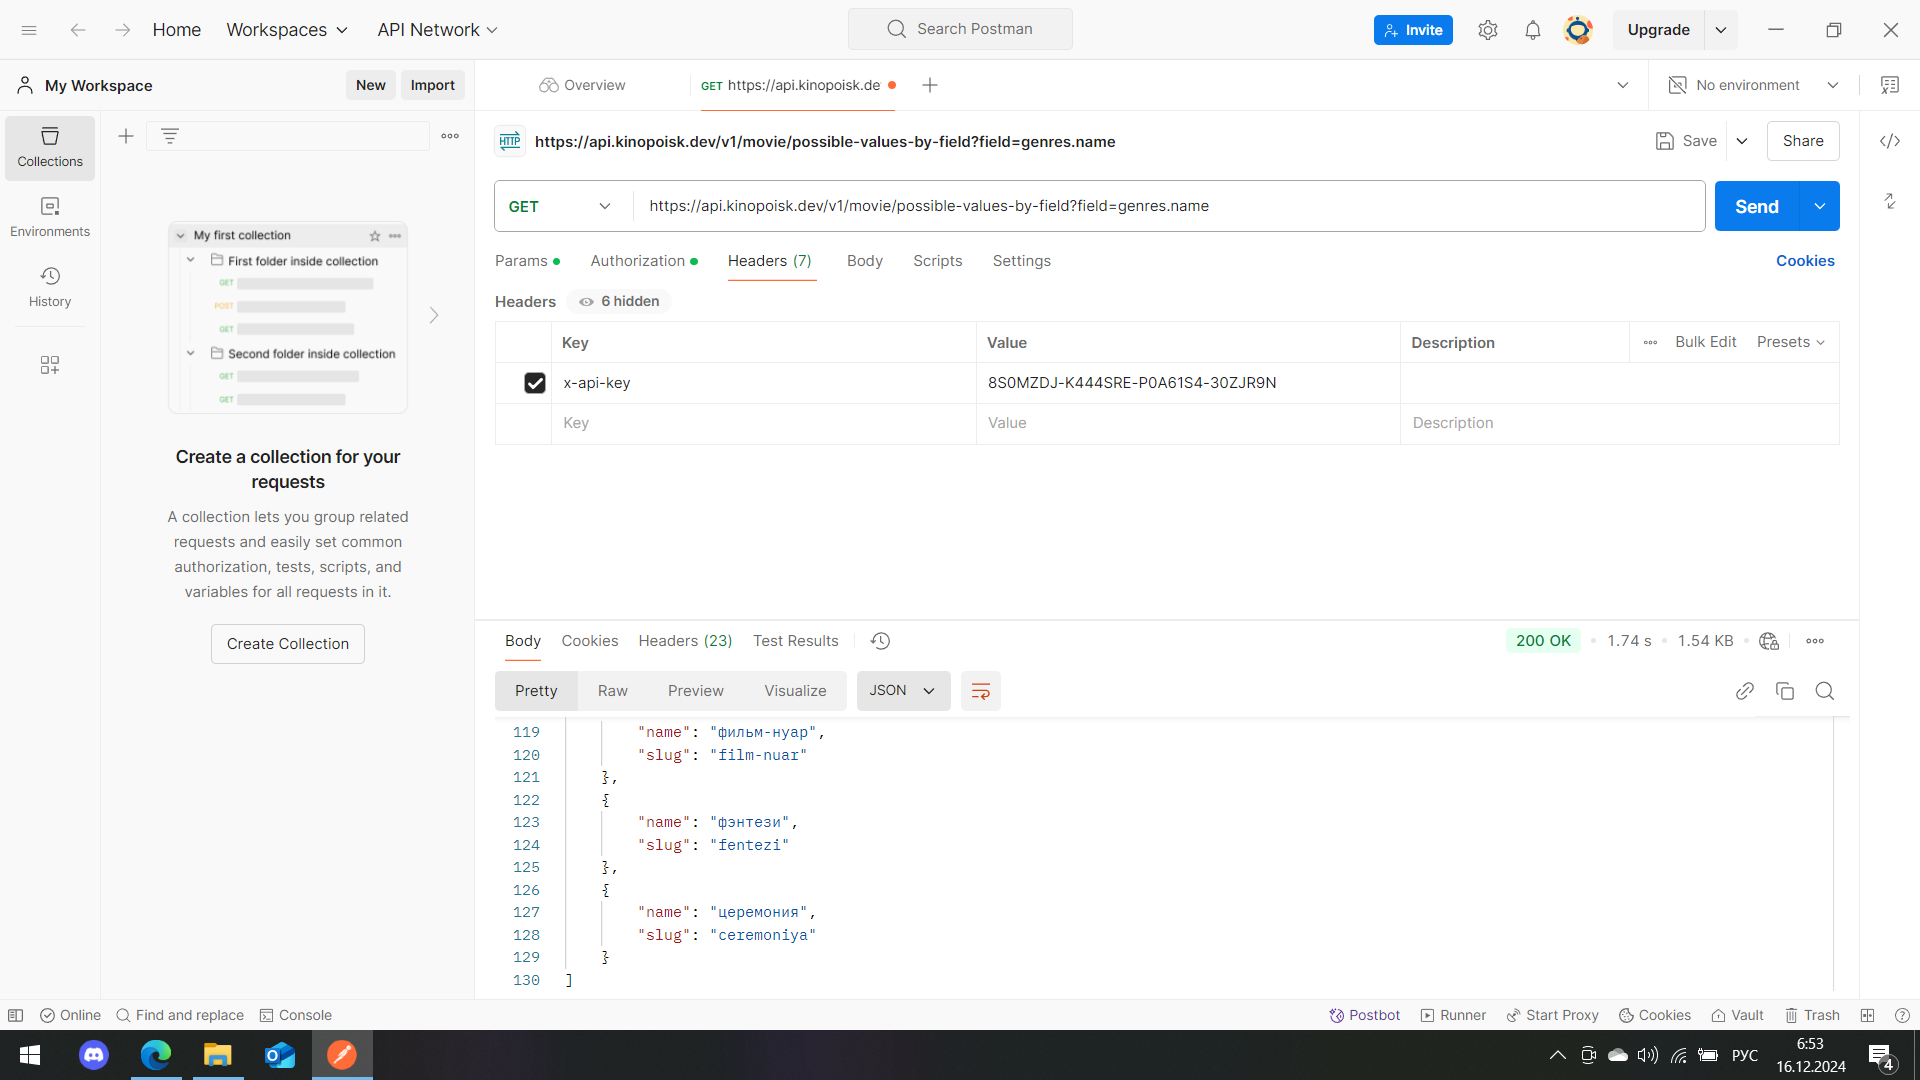 Home Workspaces API Network Search Postman Invite Upgrade
My Workspace New Import Overview GET https://api.kinopoisk.de No environment
Collections
Environments
History
My first collection
First folder inside collection
GET
POST
GET
Second folder inside collection
GET
GET
Create a collection for your
requests
A collection lets you group related
requests and easily set common
authorization, tests, scripts, and
variables for all requests in it.
Create Collection
HTTP https://api.kinopoisk.dev/v1/movie/possible-values-by-field?field=genres.name Save Share
GET https://api.kinopoisk.dev/v1/movie/possible-values-by-field?field=genres.name Send
Params Authorization Headers (7) Body Scripts Settings Cookies
Headers 6 hidden
Key Value Description Bulk Edit Presets
x-api-key 8S0MZDJ-K444SRE-P0A61S4-30ZJR9N
Key Value Description
Body Cookies Headers (23) Test Results 200 OK 1.74 s 1.54 KB
Pretty Raw Preview Visualize JSON
119 "name": "фильм-нуар",
120 "slug": "film-nuar"
121 },
122 {
123 "name": "фэнтези",
124 "slug": "fentezi"
125 },
126 {
127 "name": "церемония",
128 "slug": "ceremoniya"
129 }
130 ]
Online Find and replace Console Postbot Runner Start Proxy Cookies Vault Trash
РУС 6:53
16.12.2024 4